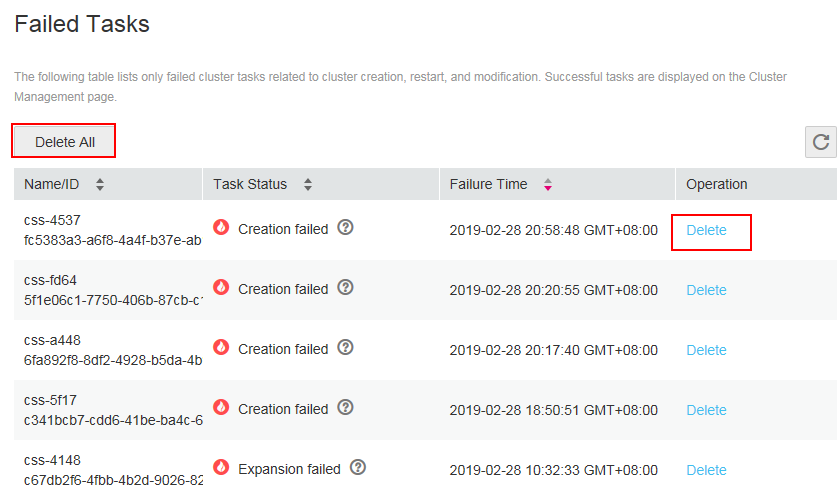 Failed Tasks
The following table lists only failed cluster tasks related to cluster creation, restart, and modification. Successful tasks are displayed on the Cluster
Management page.
Delete All
Name/ID Task Status Failure Time Operation
css-4537
fc5383a3-a6f8-4a4f-b37e-ab
Creation failed ? 2019-02-28 20:58:48 GMT+08:00 Delete
css-fd64
5f1e06c1-7750-406b-87cb-c
Creation failed ? 2019-02-28 20:20:55 GMT+08:00 Delete
css-a448
6fa892f8-8df2-4928-b5da-4b
Creation failed ? 2019-02-28 20:17:40 GMT+08:00 Delete
css-5f17
c341bcb7-cdd6-41be-ba4c-6
Creation failed ? 2019-02-28 18:50:51 GMT+08:00 Delete
css-4148
c67db2f6-4fbb-4b2d-9026-82
Expansion failed ? 2019-02-28 10:32:33 GMT+08:00 Delete